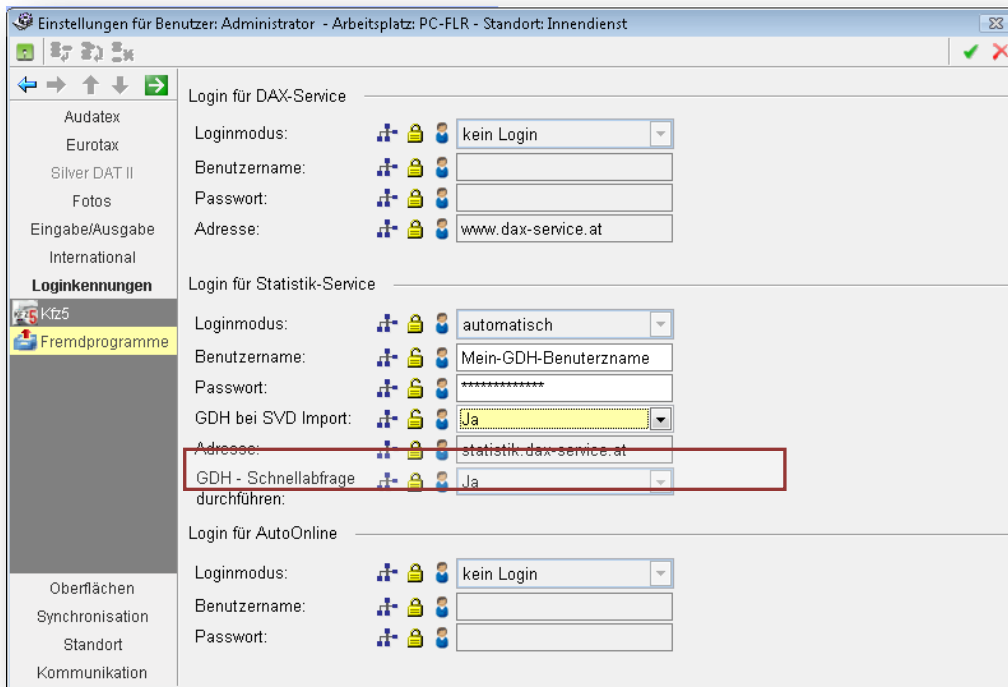 Einstellungen für Benutzer: Administrator - Arbeitsplatz: PC-FLR - Standort: Innendienst
Audatex
Eurotax
Silver DAT II
Fotos
Eingabe/Ausgabe
International
Loginkennungen
Kfz5
Fremdprogramme
Oberflächen
Synchronisation
Standort
Kommunikation
Login für DAX-Service
Loginmodus: kein Login
Benutzername:
Passwort:
Adresse: www.dax-service.at
Login für Statistik-Service
Loginmodus: automatisch
Benutzername: Mein-GDH-Benuterzname
Passwort: *************
GDH bei SVD Import: Ja
Adresse: statistik.dax-service.at
GDH - Schnellabfrage Ja
durchführen:
Login für AutoOnline
Loginmodus: kein Login
Benutzername:
Passwort: